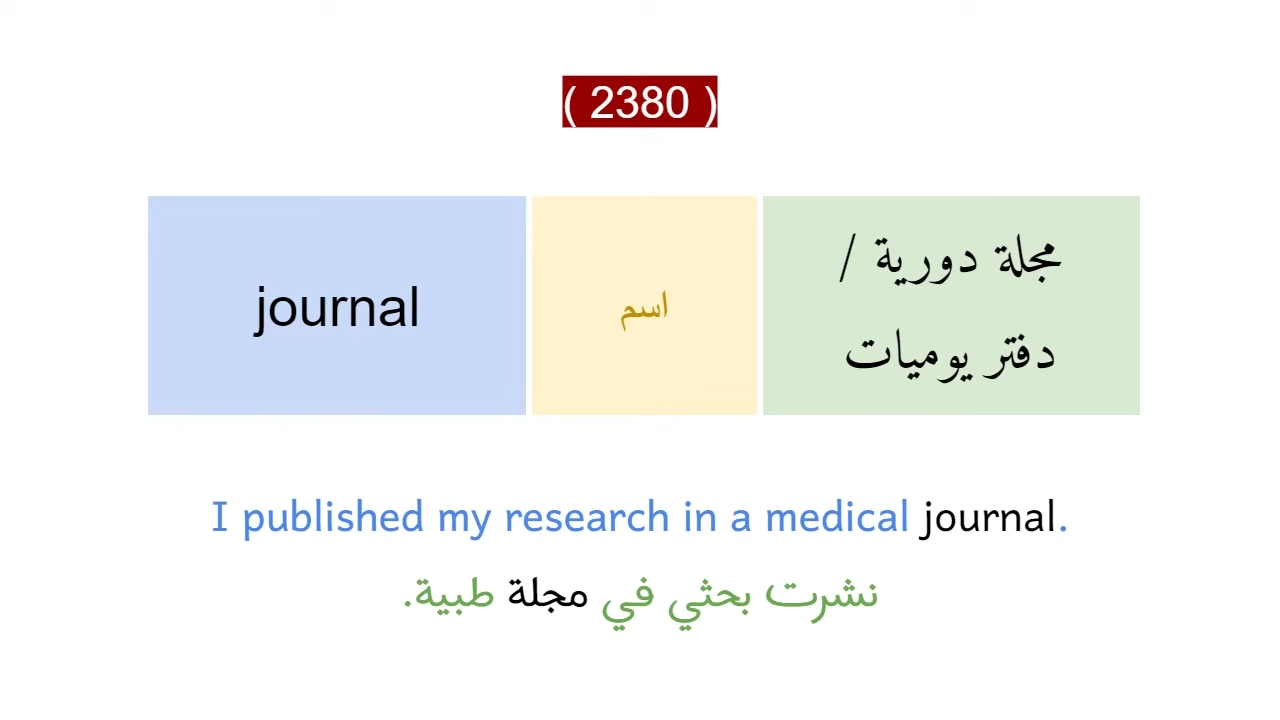 ( 2380 )
journal
اسم
مجلة دورية /
دفتر يوميات
I published my research in a medical journal.
نشرت بحثي في مجلة طبية.